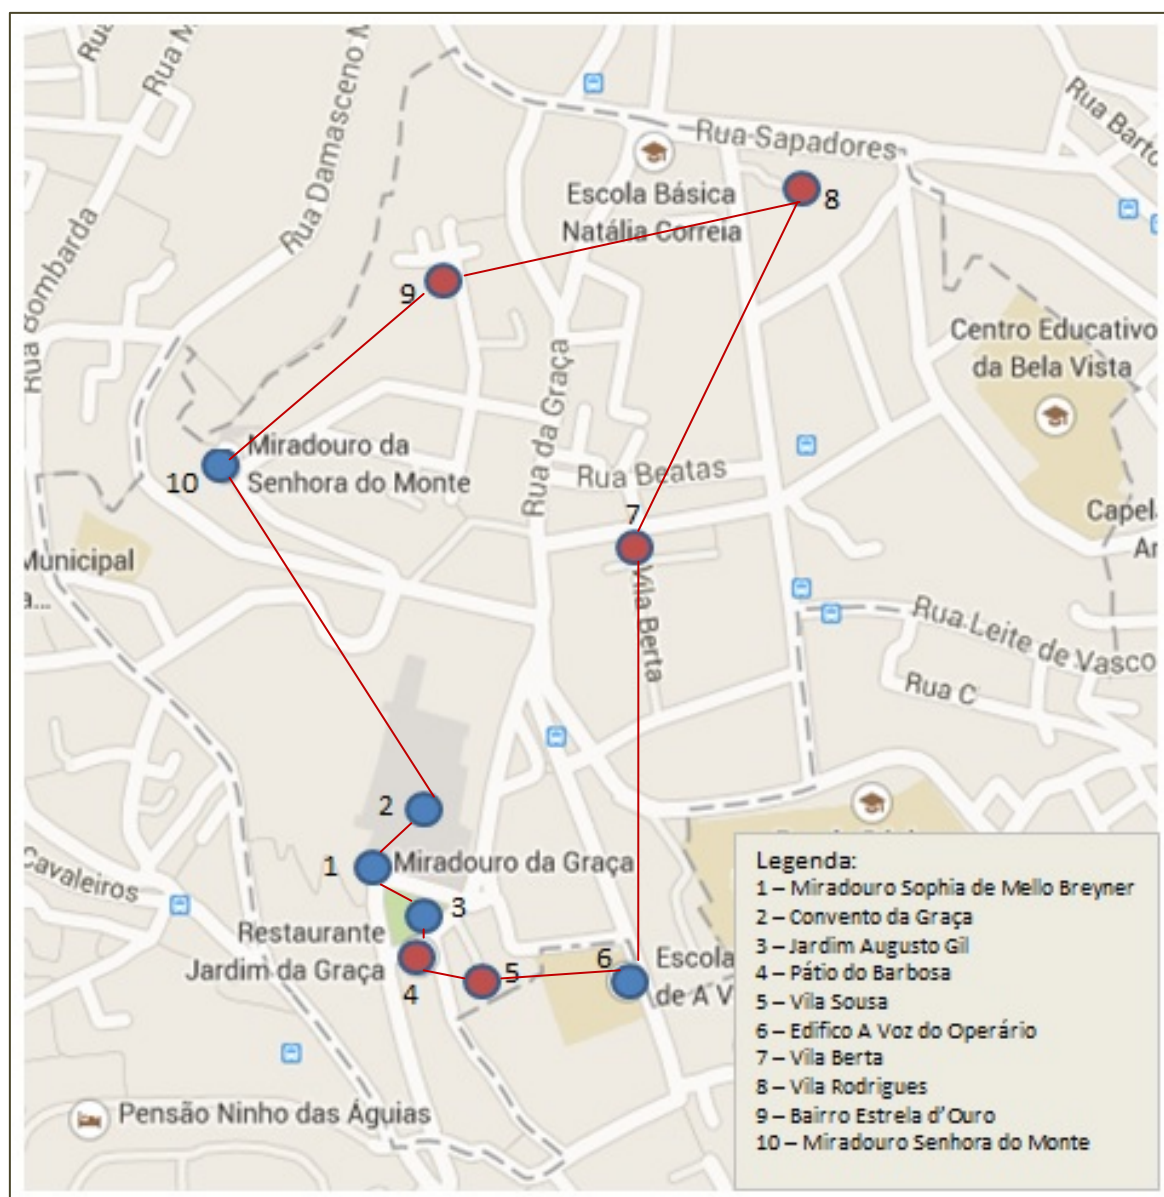 Rua
Rua M
Rua Damasceno M
Rua Bombarda
Rua Sapadores
Escola Básica
Natália Correia
8
9
Rua da Graça
Centro Educativo
da Bela Vista
Miradouro da
Senhora do Monte
10
Rua Beatas
7
Vila Berta
Municipal
a...
Rua Leite de Vasco
Rua C
2
1
Miradouro da Graça
Cavaleiros
3
Restaurante
Jardim da Graça
4
5
6
Escola
de A V
Pensão Ninho das Águias
Legenda:
1 – Miradouro Sophia de Mello Breyner
2 – Convento da Graça
3 – Jardim Augusto Gil
4 – Pátio do Barbosa
5 – Vila Sousa
6 – Edifico A Voz do Operário
7 – Vila Berta
8 – Vila Rodrigues
9 – Bairro Estrela d'Ouro
10 – Miradouro Senhora do Monte